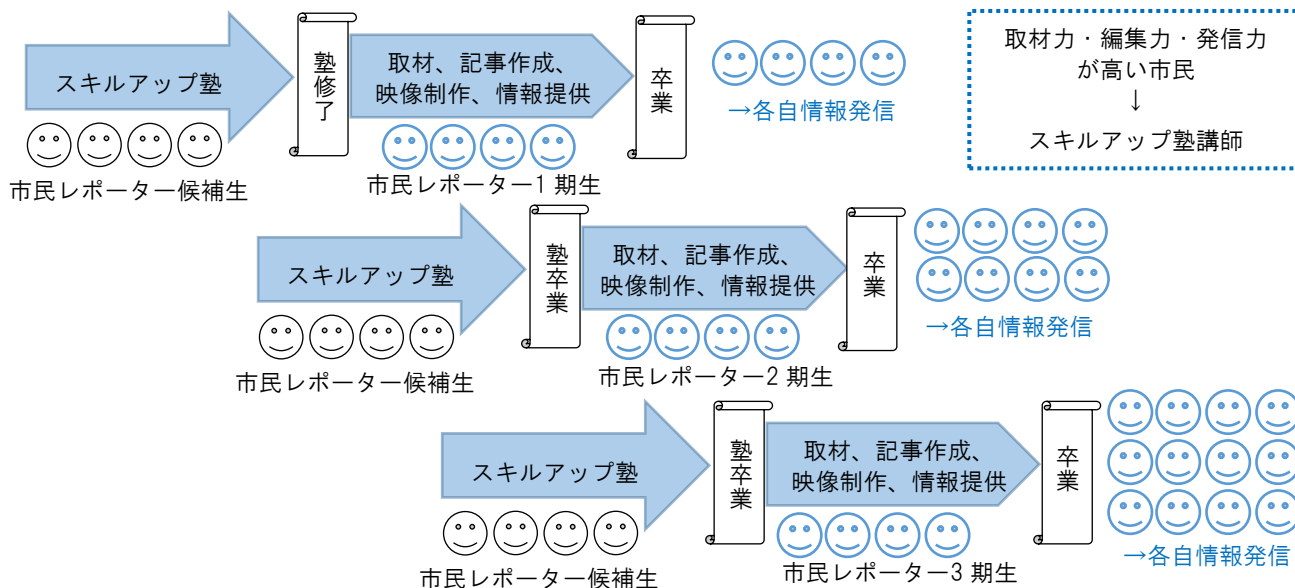 スキルアップ塾
市民レポーター候補生
塾修了
取材、記事作成、
映像制作、情報提供
市民レポーター1 期生
卒業
→各自情報発信
取材力・編集力・発信力
が高い市民
↓
スキルアップ塾講師
スキルアップ塾
市民レポーター候補生
塾卒業
取材、記事作成、
映像制作、情報提供
市民レポーター2 期生
卒業
→各自情報発信
スキルアップ塾
市民レポーター候補生
塾卒業
取材、記事作成、
映像制作、情報提供
市民レポーター3 期生
卒業
→各自情報発信